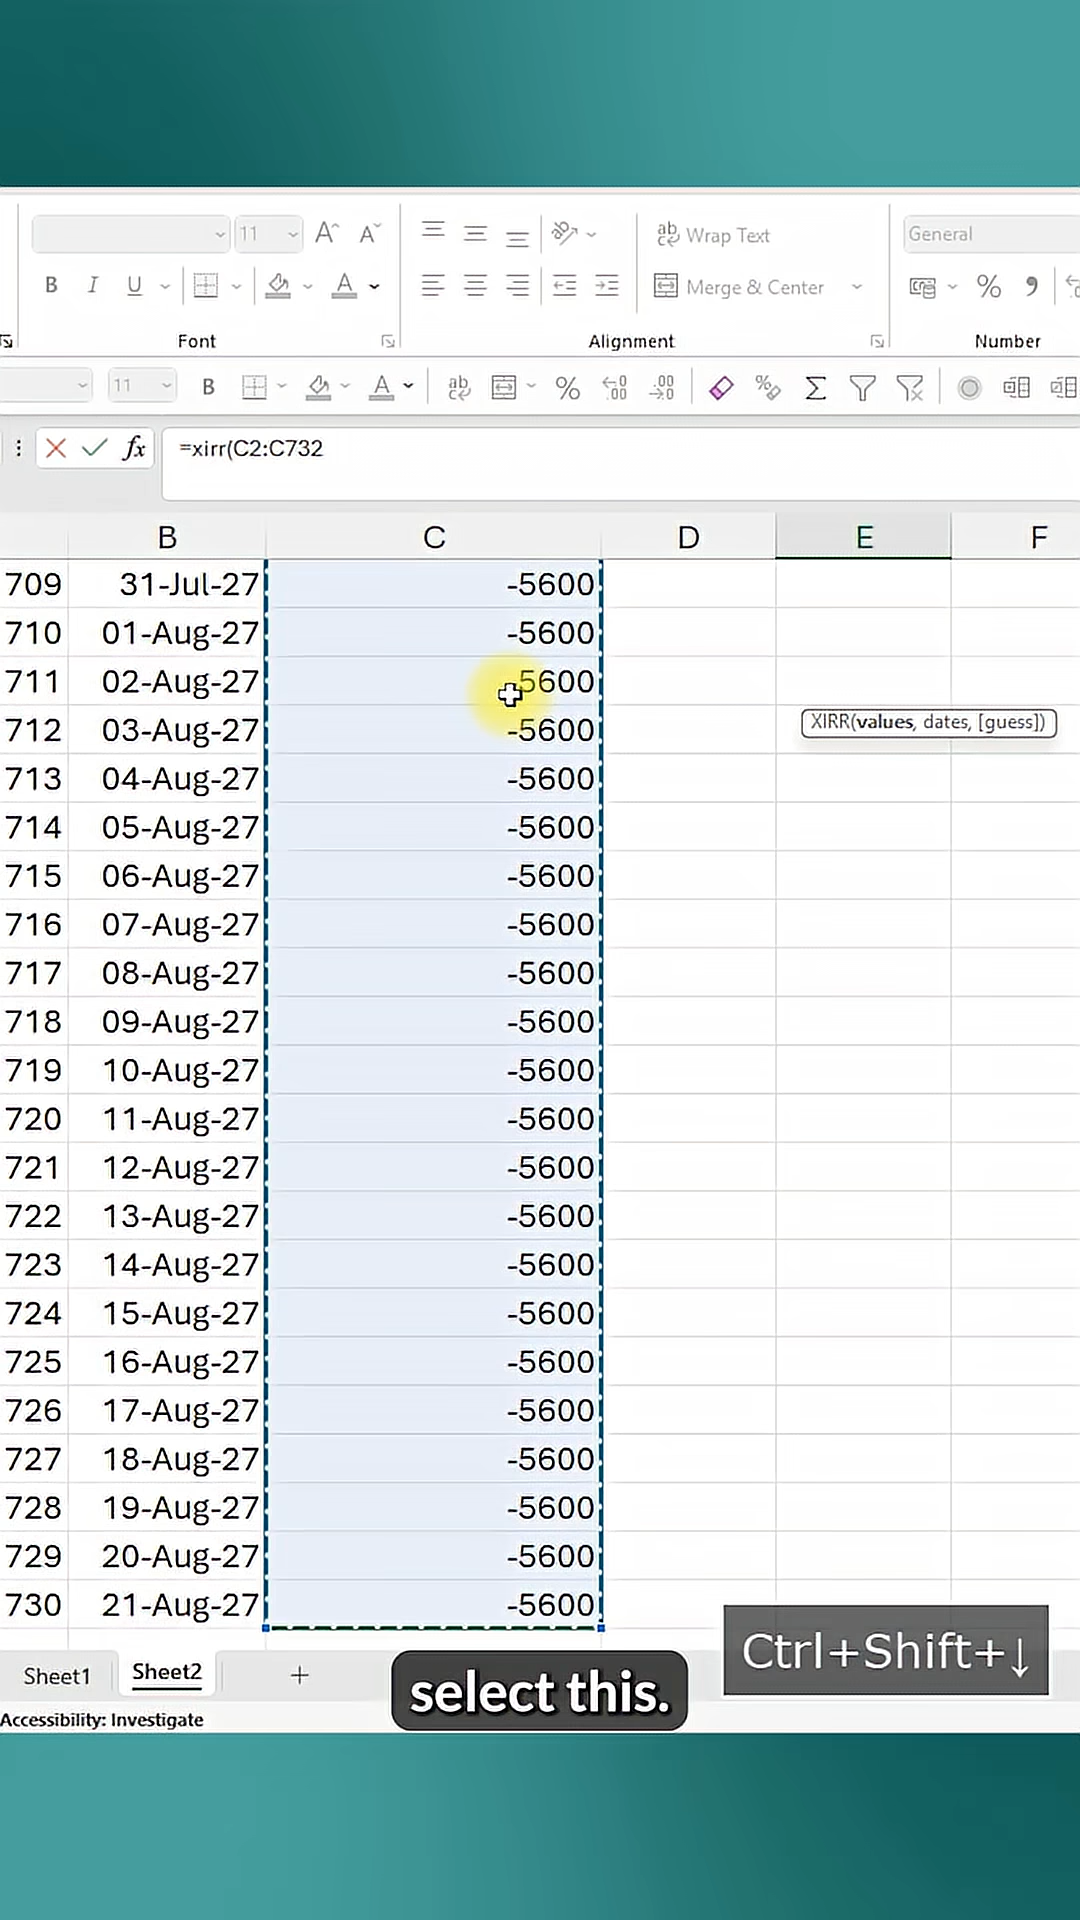 11
A^ A˅
ab Wrap Text
General
B I U A
Merge & Center
% 9
Font
Alignment
Number
11
B A ab % Σ
fx =xirr(C2:C732
B C D E F
709 31-Jul-27 -5600
710 01-Aug-27 -5600
711 02-Aug-27 -5600
712 03-Aug-27 -5600
XIRR(values, dates, [guess])
713 04-Aug-27 -5600
714 05-Aug-27 -5600
715 06-Aug-27 -5600
716 07-Aug-27 -5600
717 08-Aug-27 -5600
718 09-Aug-27 -5600
719 10-Aug-27 -5600
720 11-Aug-27 -5600
721 12-Aug-27 -5600
722 13-Aug-27 -5600
723 14-Aug-27 -5600
724 15-Aug-27 -5600
725 16-Aug-27 -5600
726 17-Aug-27 -5600
727 18-Aug-27 -5600
728 19-Aug-27 -5600
729 20-Aug-27 -5600
730 21-Aug-27 -5600
Ctrl+Shift+↓
Sheet1 Sheet2 +
select this.
Accessibility: Investigate